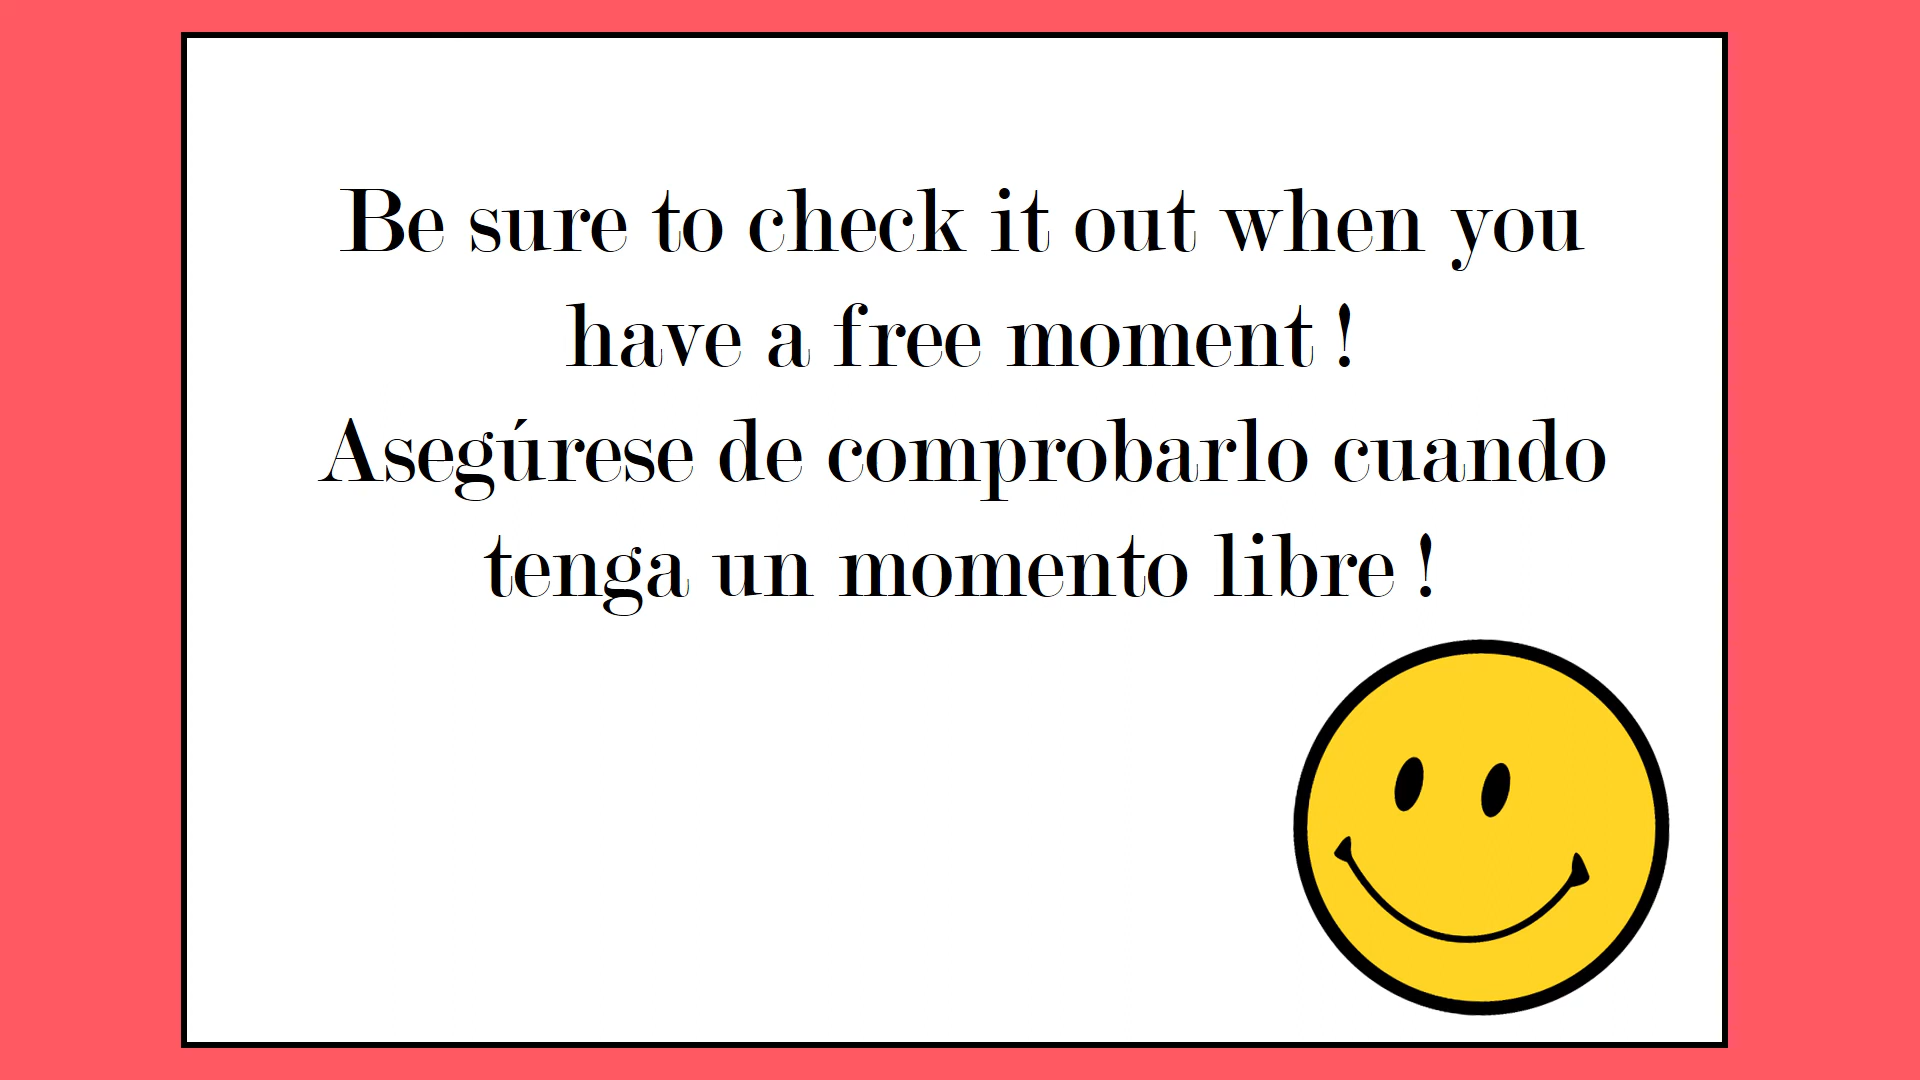 Be sure to check it out when you
have a free moment !
Asegúrese de comprobarlo cuando
tenga un momento libre !